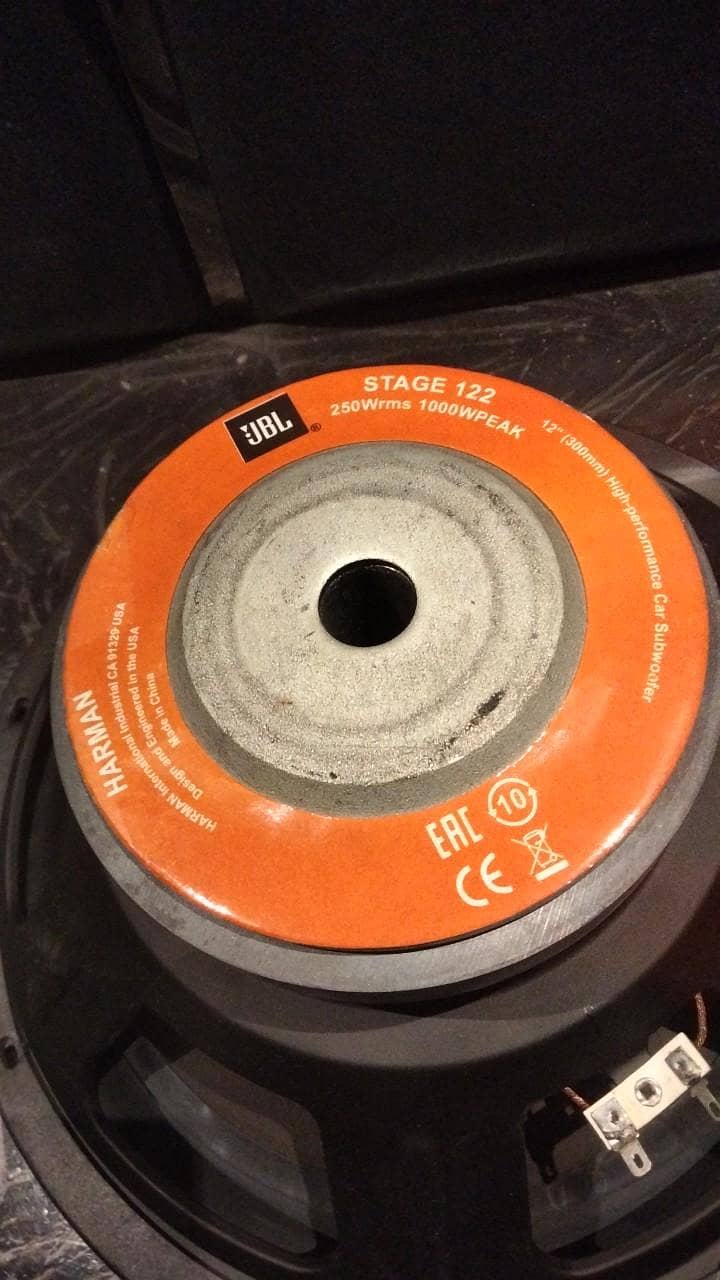 JBL®
STAGE 122
250Wrms 1000WPEAK
12" (300mm) High-performance Car Subwoofer
HARMAN
HARMAN International Industrial CA 91329 USA
Design and Engineered in the USA
Made in China
EAC
10
CE